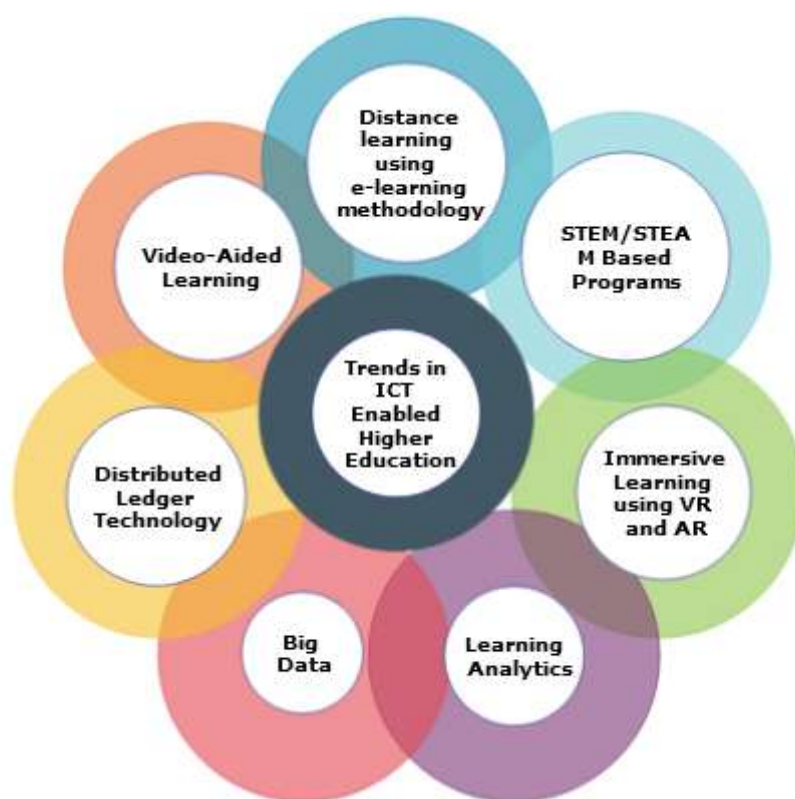 Distance
learning
using
e-learning
methodology
STEM/STEA
M Based
Programs
Video-Aided
Learning
Trends in
ICT
Enabled
Higher
Education
Immersive
Learning
using VR
and AR
Distributed
Ledger
Technology
Big
Data
Learning
Analytics